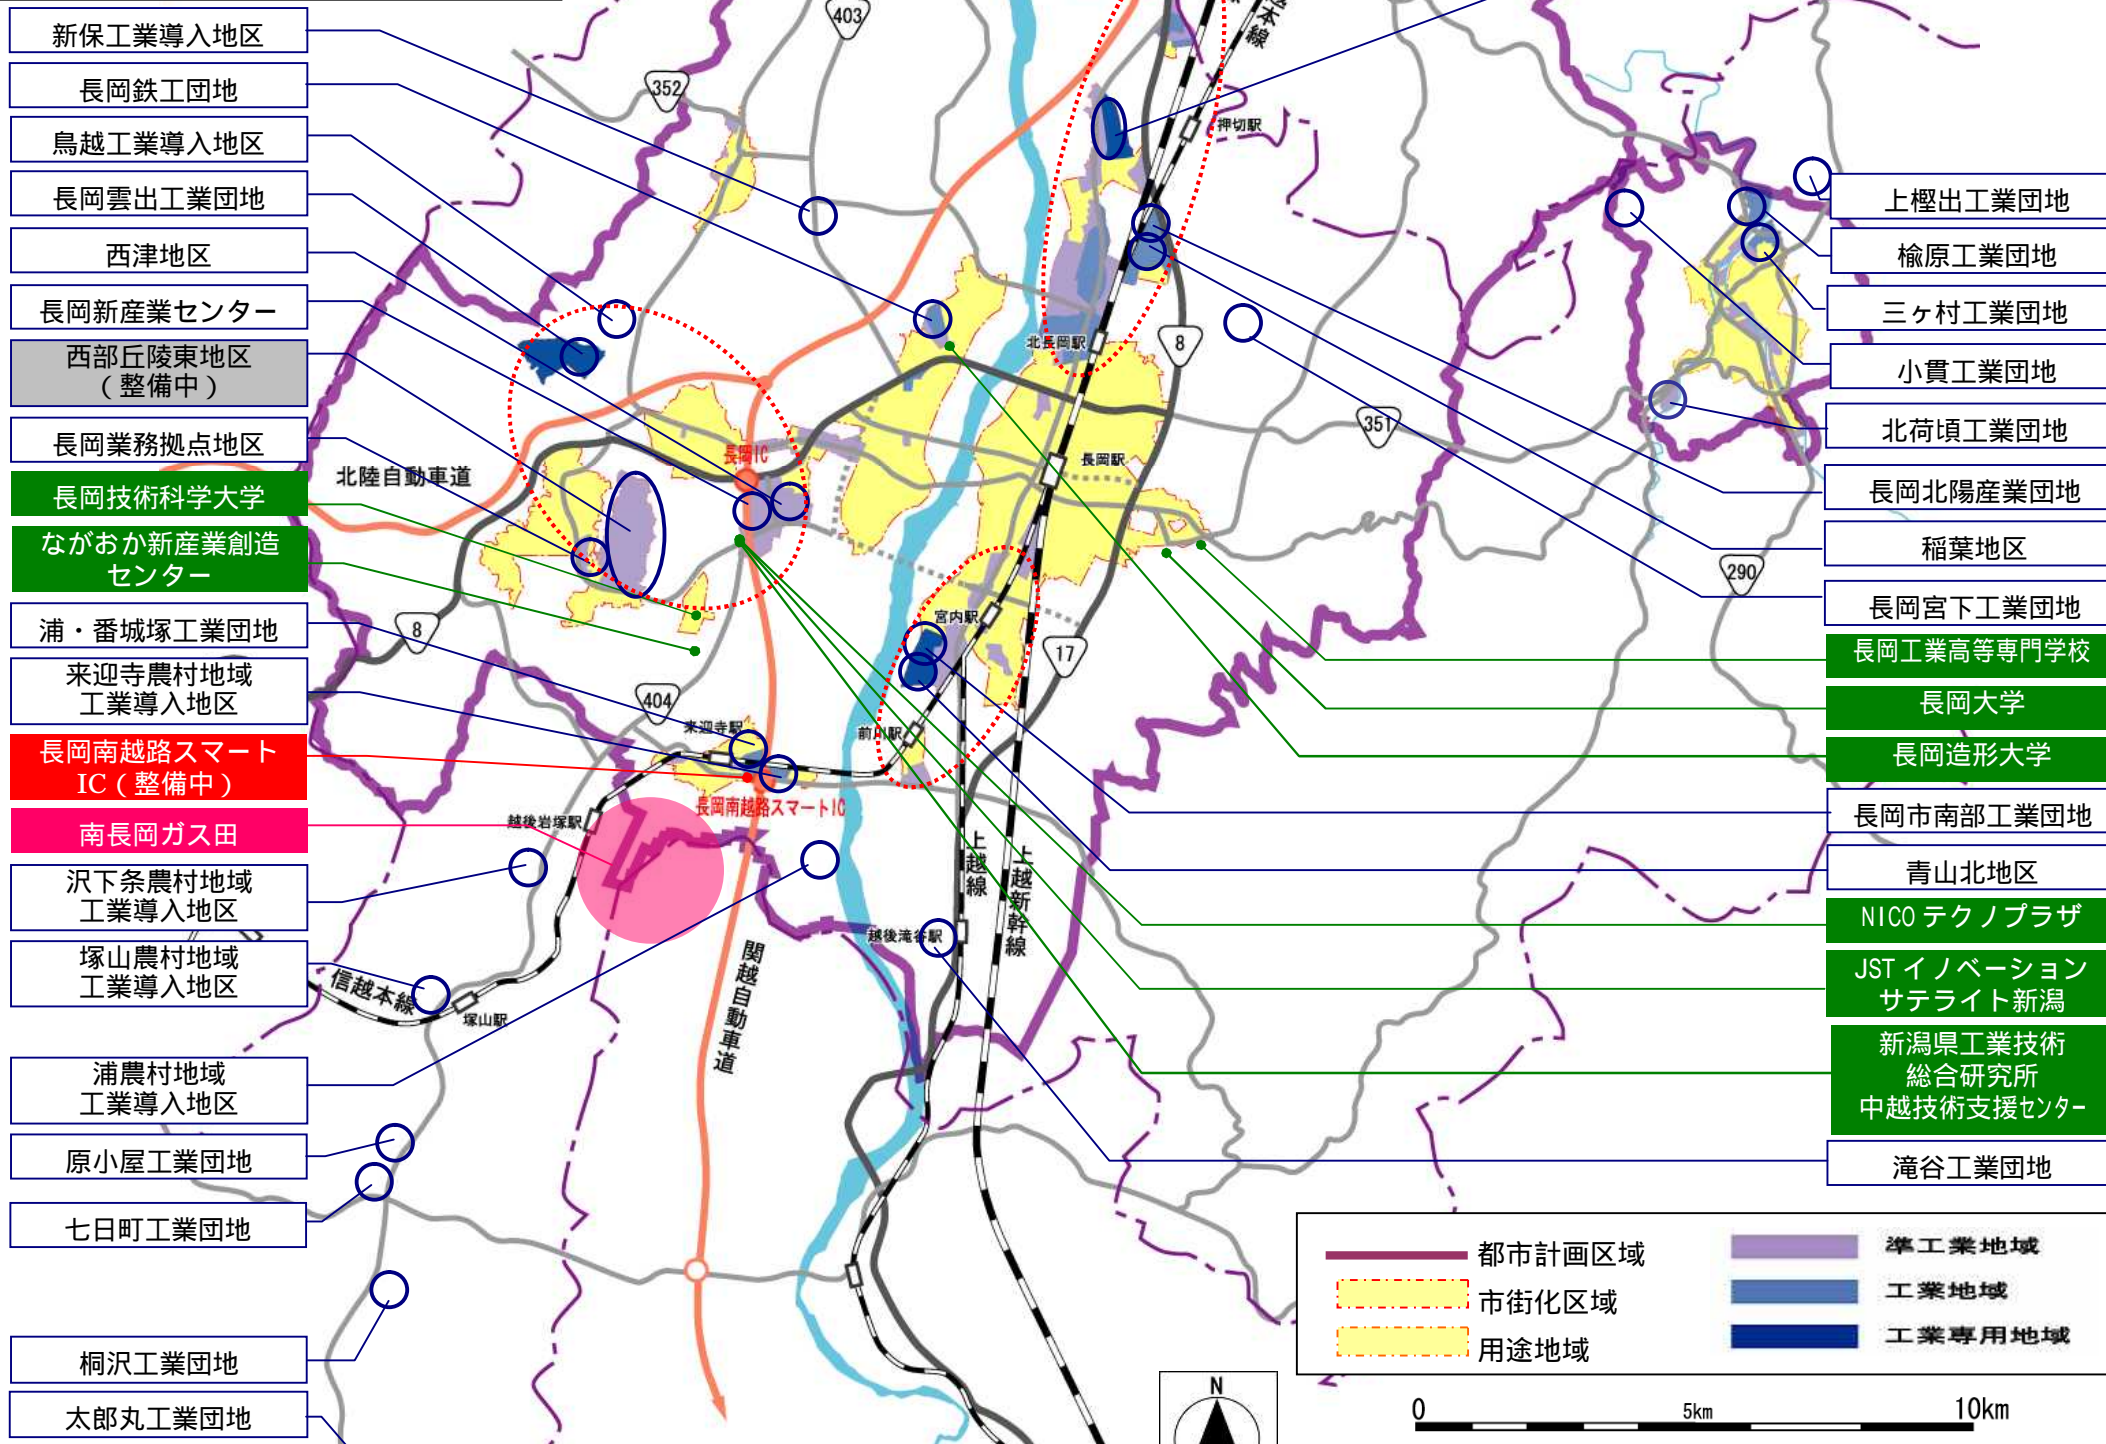 新保工業導入地区
長岡鉄工団地
鳥越工業導入地区
長岡雲出工業団地
西津地区
長岡新産業センター
西部丘陵東地区
（整備中）
長岡業務拠点地区
長岡技術科学大学
ながおか新産業創造
センター
浦・番城塚工業団地
来迎寺農村地域
工業導入地区
長岡南越路スマート
IC（整備中）
南長岡ガス田
沢下条農村地域
工業導入地区
塚山農村地域
工業導入地区
浦農村地域
工業導入地区
原小屋工業団地
七日町工業団地
桐沢工業団地
太郎丸工業団地
403
352
本線
押切駅
北長岡駅
8
351
長岡IC
長岡駅
北陸自動車道
290
8
宮内駅
17
404
来迎寺駅
前川駅
長岡南越路スマートIC
越後岩塚駅
上越線
上越新幹線
越後滝谷駅
関越自動車道
信越本線
塚山駅
上樫出工業団地
楡原工業団地
三ヶ村工業団地
小貫工業団地
北荷頃工業団地
長岡北陽産業団地
稲葉地区
長岡宮下工業団地
長岡工業高等専門学校
長岡大学
長岡造形大学
長岡市南部工業団地
青山北地区
NICO テクノプラザ
JST イノベーション
サテライト新潟
新潟県工業技術
総合研究所
中越技術支援センター
滝谷工業団地
都市計画区域
市街化区域
用途地域
準工業地域
工業地域
工業専用地域
N
0
5km
10km